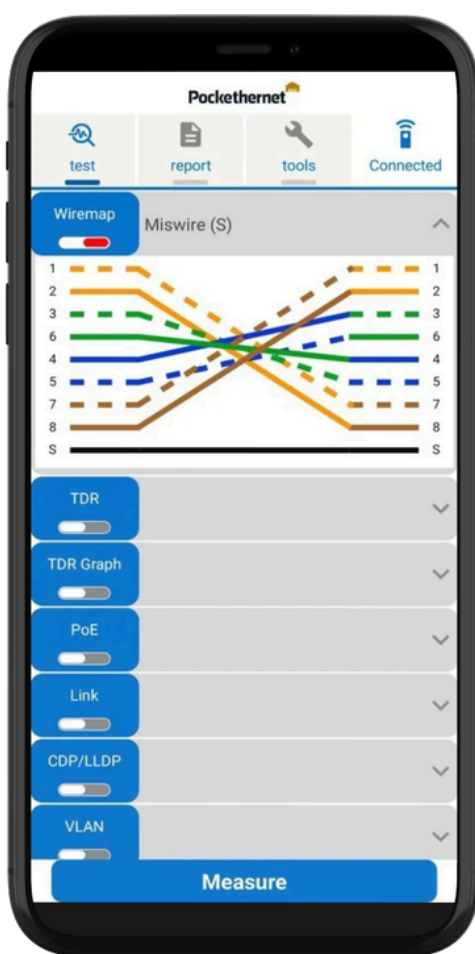 Pockethernet
test report tools Connected
Wiremap Miswire (S)
1 1
2 2
3 3
6 6
4 4
5 5
7 7
8 8
S S
TDR
TDR Graph
PoE
Link
CDP/LLDP
VLAN
Measure